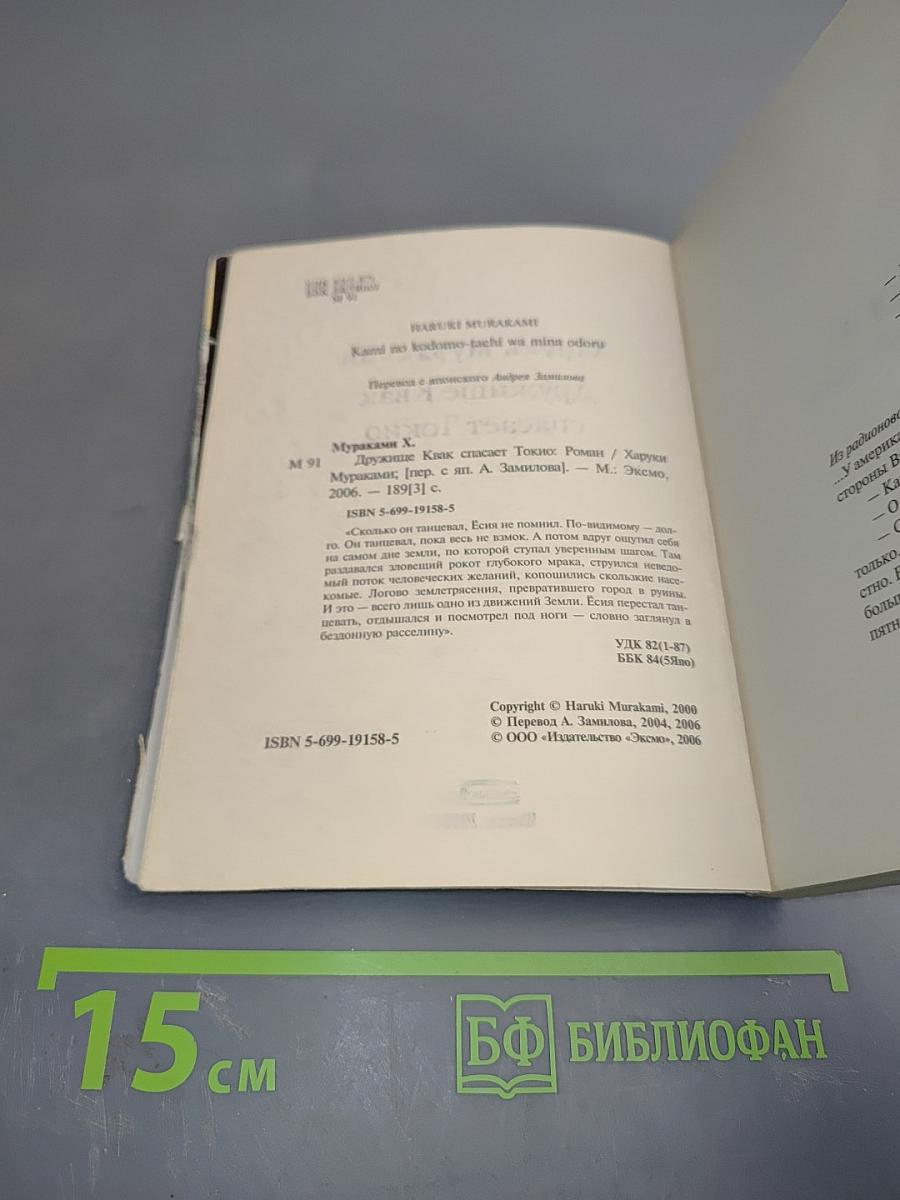 HARUKI MURAKAMI
Kami no kodomo-tachi wa mina odoru
Перевод с японского Андрея Замилова
Мураками Х.
М 91 Дружище Квак спасает Токио: Роман / Харуки
Мураками; [пер. с яп. А. Замилова]. — М.: Эксмо,
2006. — 189[3] с.
ISBN 5-699-19158-5
«Сколько он танцевал, Ёсия не помнил. По-видимому — дол-
го. Он танцевал, пока весь не взмок. А потом вдруг ощутил себя
на самом дне земли, по которой ступал уверенным шагом. Там
раздавался зловещий рокот глубокого мрака, струился неведо-
мый поток человеческих желаний, копошились скользкие насе-
комые. Логово землетрясения, превратившего город в руины.
И это — всего лишь одно из движений Земли. Ёсия перестал тан-
цевать, отдышался и посмотрел под ноги — словно заглянул в
бездонную расселину».
УДК 82(1-87)
ББК 84(5Япо)
Copyright © Haruki Murakami, 2000
© Перевод А. Замилова, 2004, 2006
ISBN 5-699-19158-5 © ООО «Издательство «Эксмо», 2006
Из радионово
...У америка
стороны В
— Ка
— О
— С
только.
стно. Е
больш
пятн
15 см
БФ БИБЛИОФАН